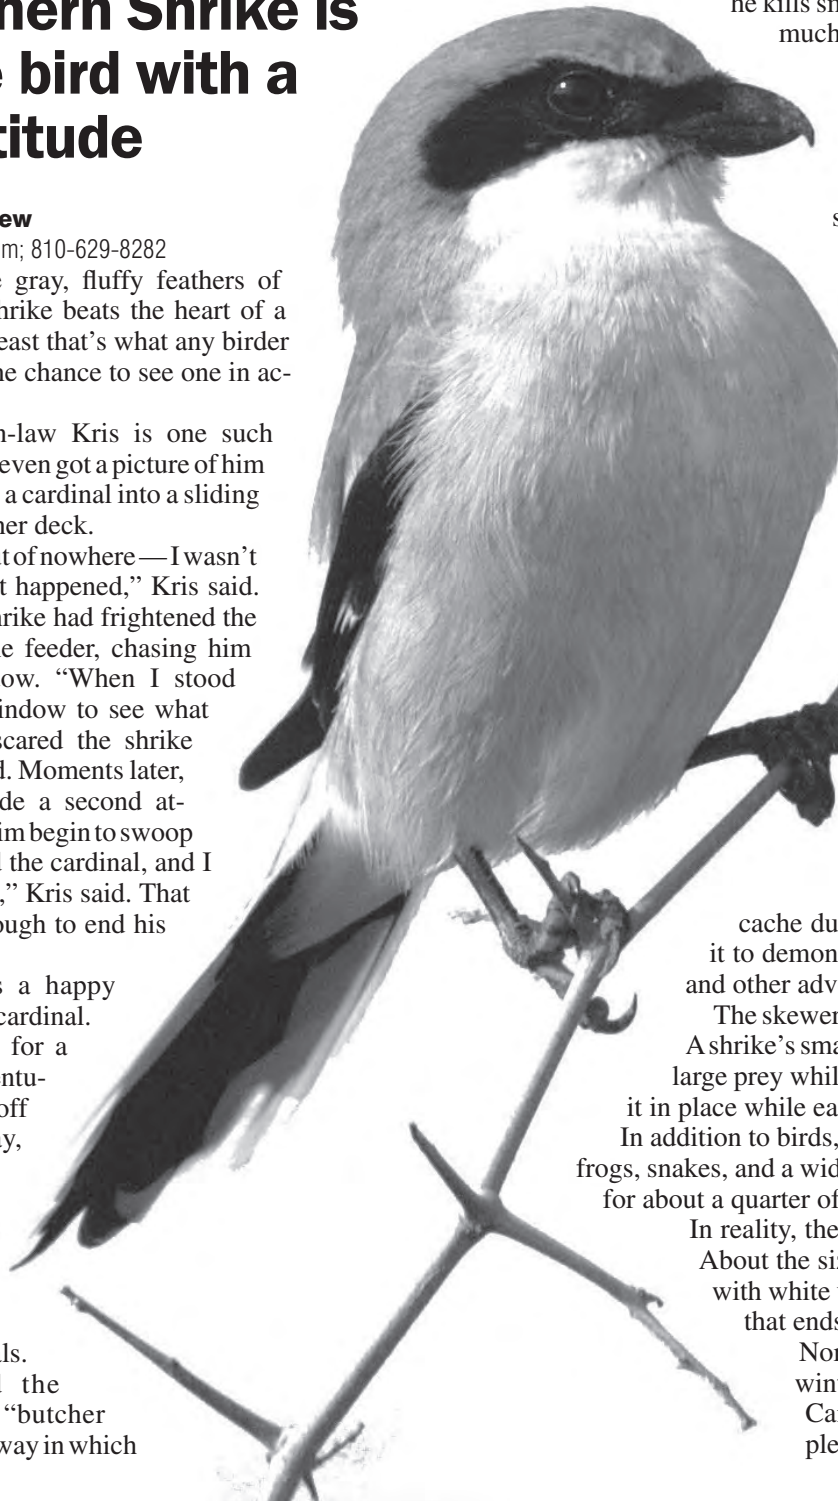 hern Shrike is
bird with a
titude
ew
m; 810-629-8282
gray, fluffy feathers of
hrike beats the heart of a
east that's what any birder
he chance to see one in ac-
n-law Kris is one such
even got a picture of him
a cardinal into a sliding
her deck.
t of nowhere — I wasn't
t happened,” Kris said.
rike had frightened the
e feeder, chasing him
ow. “When I stood
indow to see what
scared the shrike
d. Moments later,
de a second at-
im begin to swoop
the cardinal, and I
,” Kris said. That
ough to end his
s a happy
cardinal.
for a
entu-
off
y,
ls.
the
“butcher
way in which
he kills sm
much
s
cache du
it to demon
and other adv
The skewer
A shrike's sma
large prey whil
it in place while ea
In addition to birds,
frogs, snakes, and a wid
for about a quarter of
In reality, the
About the siz
with white
that ends
Nor
wint
Ca
ple